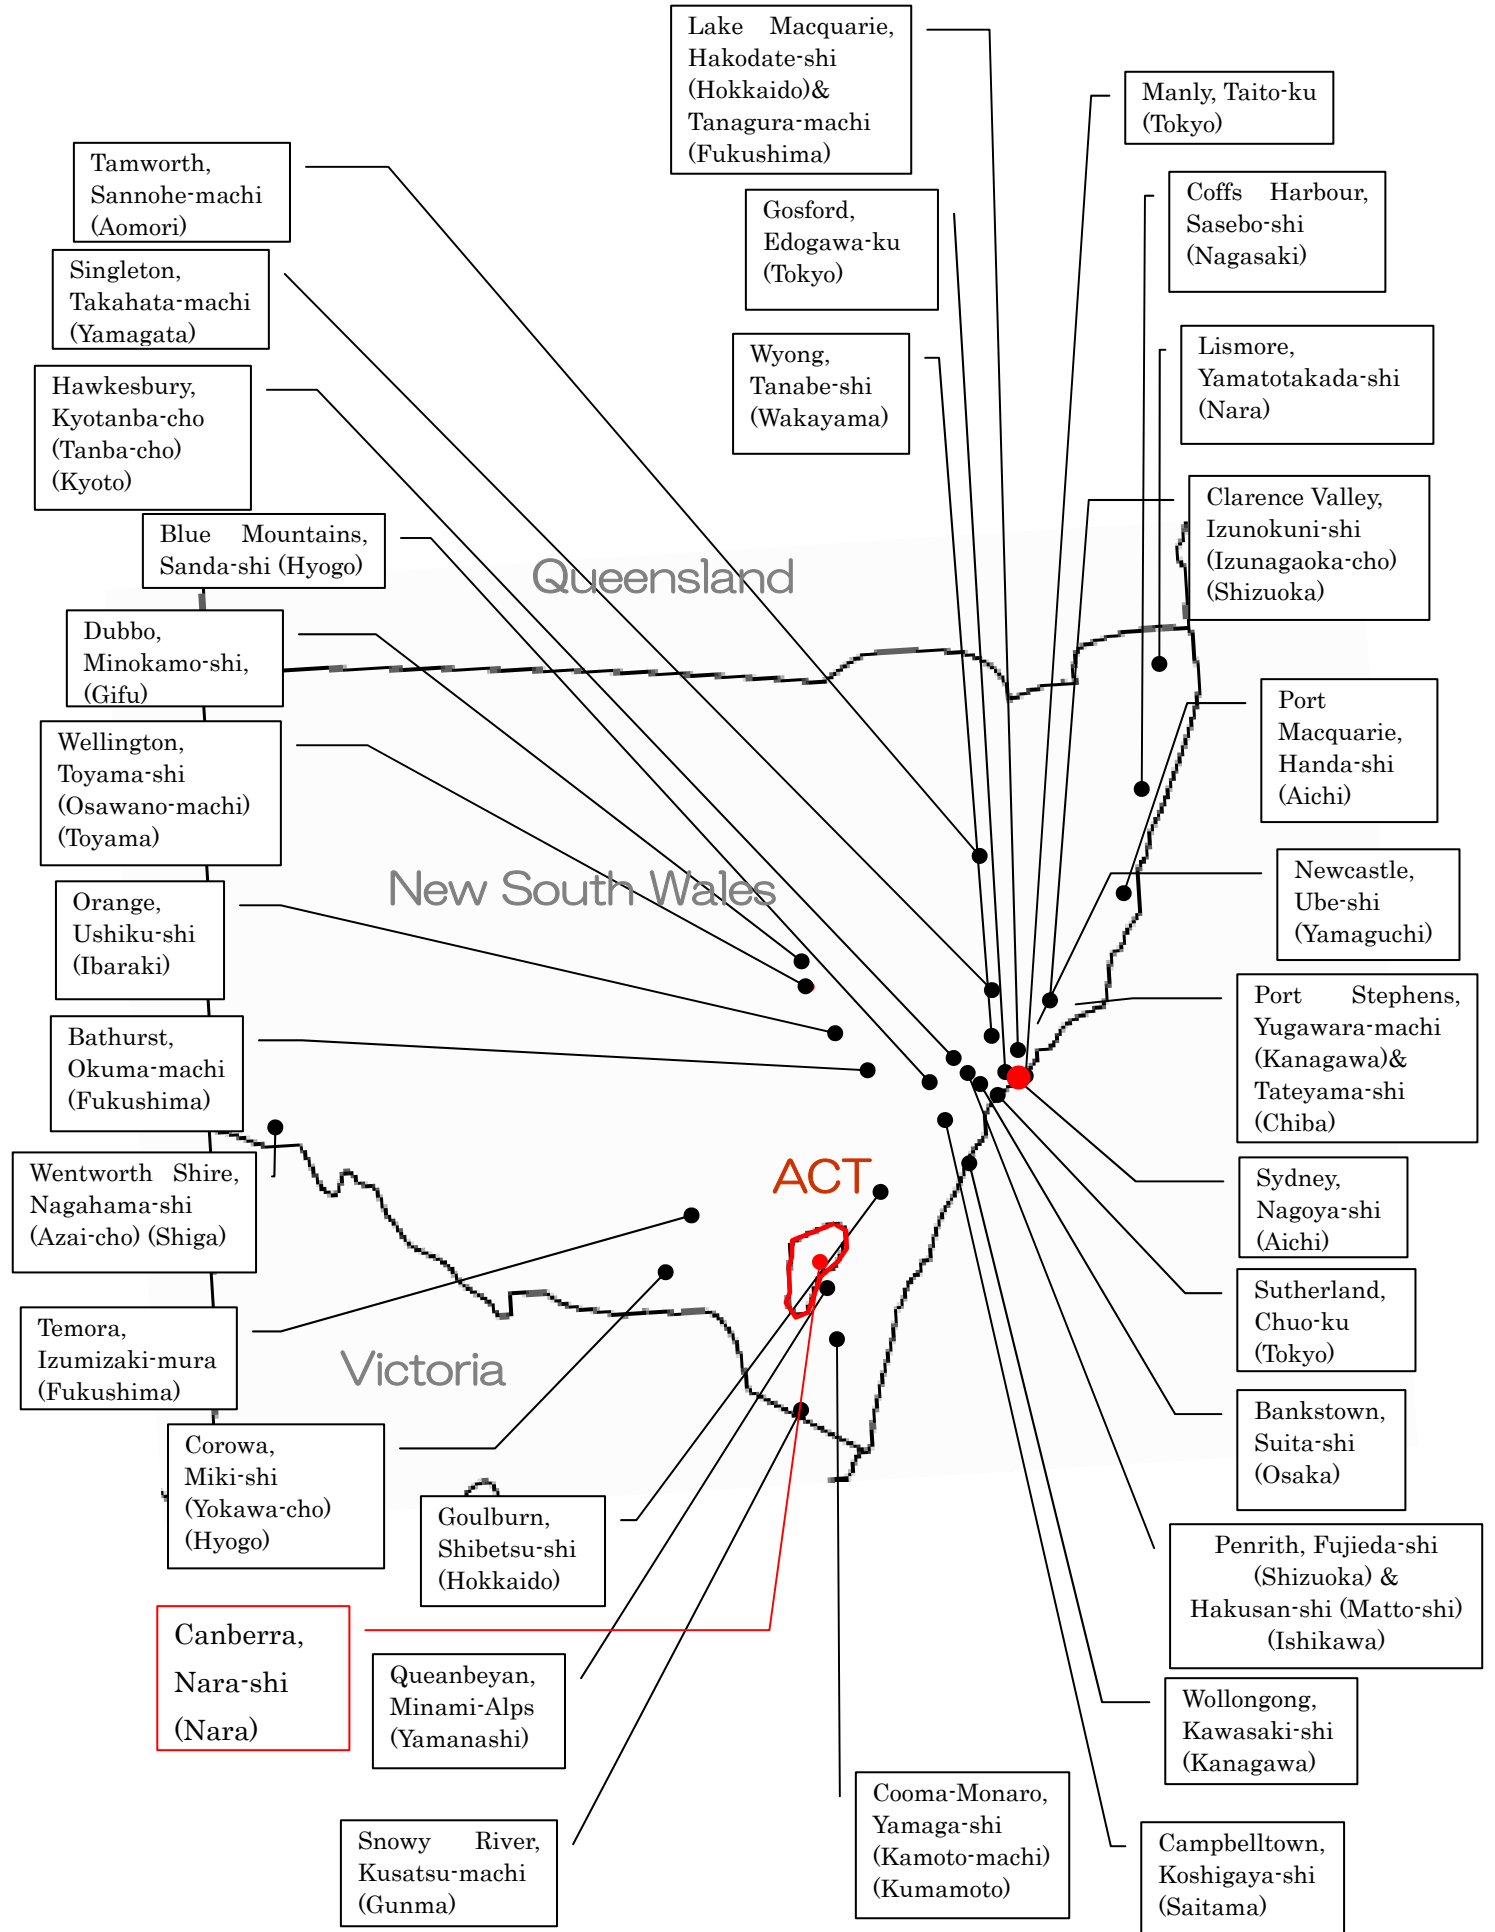 Lake Macquarie,
Hakodate-shi
(Hokkaido)&
Tanagura-machi
(Fukushima)
Manly, Taito-ku
(Tokyo)
Tamworth,
Sannohe-machi
(Aomori)
Coffs Harbour,
Sasebo-shi
(Nagasaki)
Gosford,
Edogawa-ku
(Tokyo)
Singleton,
Takahata-machi
(Yamagata)
Wyong,
Tanabe-shi
(Wakayama)
Lismore,
Yamatotakada-shi
(Nara)
Hawkesbury,
Kyotanba-cho
(Tanba-cho)
(Kyoto)
Clarence Valley,
Izunokuni-shi
(Izunagaoka-cho)
(Shizuoka)
Blue Mountains,
Sanda-shi (Hyogo)
Queensland
Dubbo,
Minokamo-shi,
(Gifu)
Port
Macquarie,
Handa-shi
(Aichi)
Wellington,
Toyama-shi
(Osawano-machi)
(Toyama)
New South Wales
Newcastle,
Ube-shi
(Yamaguchi)
Orange,
Ushiku-shi
(Ibaraki)
Port Stephens,
Yugawara-machi
(Kanagawa)&
Tateyama-shi
(Chiba)
Bathurst,
Okuma-machi
(Fukushima)
Wentworth Shire,
Nagahama-shi
(Azai-cho) (Shiga)
ACT
Sydney,
Nagoya-shi
(Aichi)
Sutherland,
Chuo-ku
(Tokyo)
Temora,
Izumizaki-mura
(Fukushima)
Victoria
Bankstown,
Suita-shi
(Osaka)
Corowa,
Miki-shi
(Yokawa-cho)
(Hyogo)
Goulburn,
Shibetsu-shi
(Hokkaido)
Penrith, Fujieda-shi
(Shizuoka) &
Hakusan-shi (Matto-shi)
(Ishikawa)
Canberra,
Nara-shi
(Nara)
Queanbeyan,
Minami-Alps
(Yamanashi)
Wollongong,
Kawasaki-shi
(Kanagawa)
Cooma-Monaro,
Yamaga-shi
(Kamoto-machi)
(Kumamoto)
Snowy River,
Kusatsu-machi
(Gunma)
Campbelltown,
Koshigaya-shi
(Saitama)